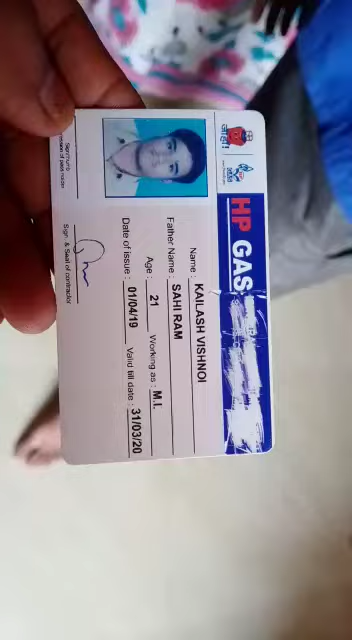 HP GAS
Name : KAILASH VISHNOI
Father Name : SAHI RAM
Age : 21 Working as : M.I.
Date of issue : 01/04/19 Valid till date : 31/03/20
Sign. & Seal of contractor